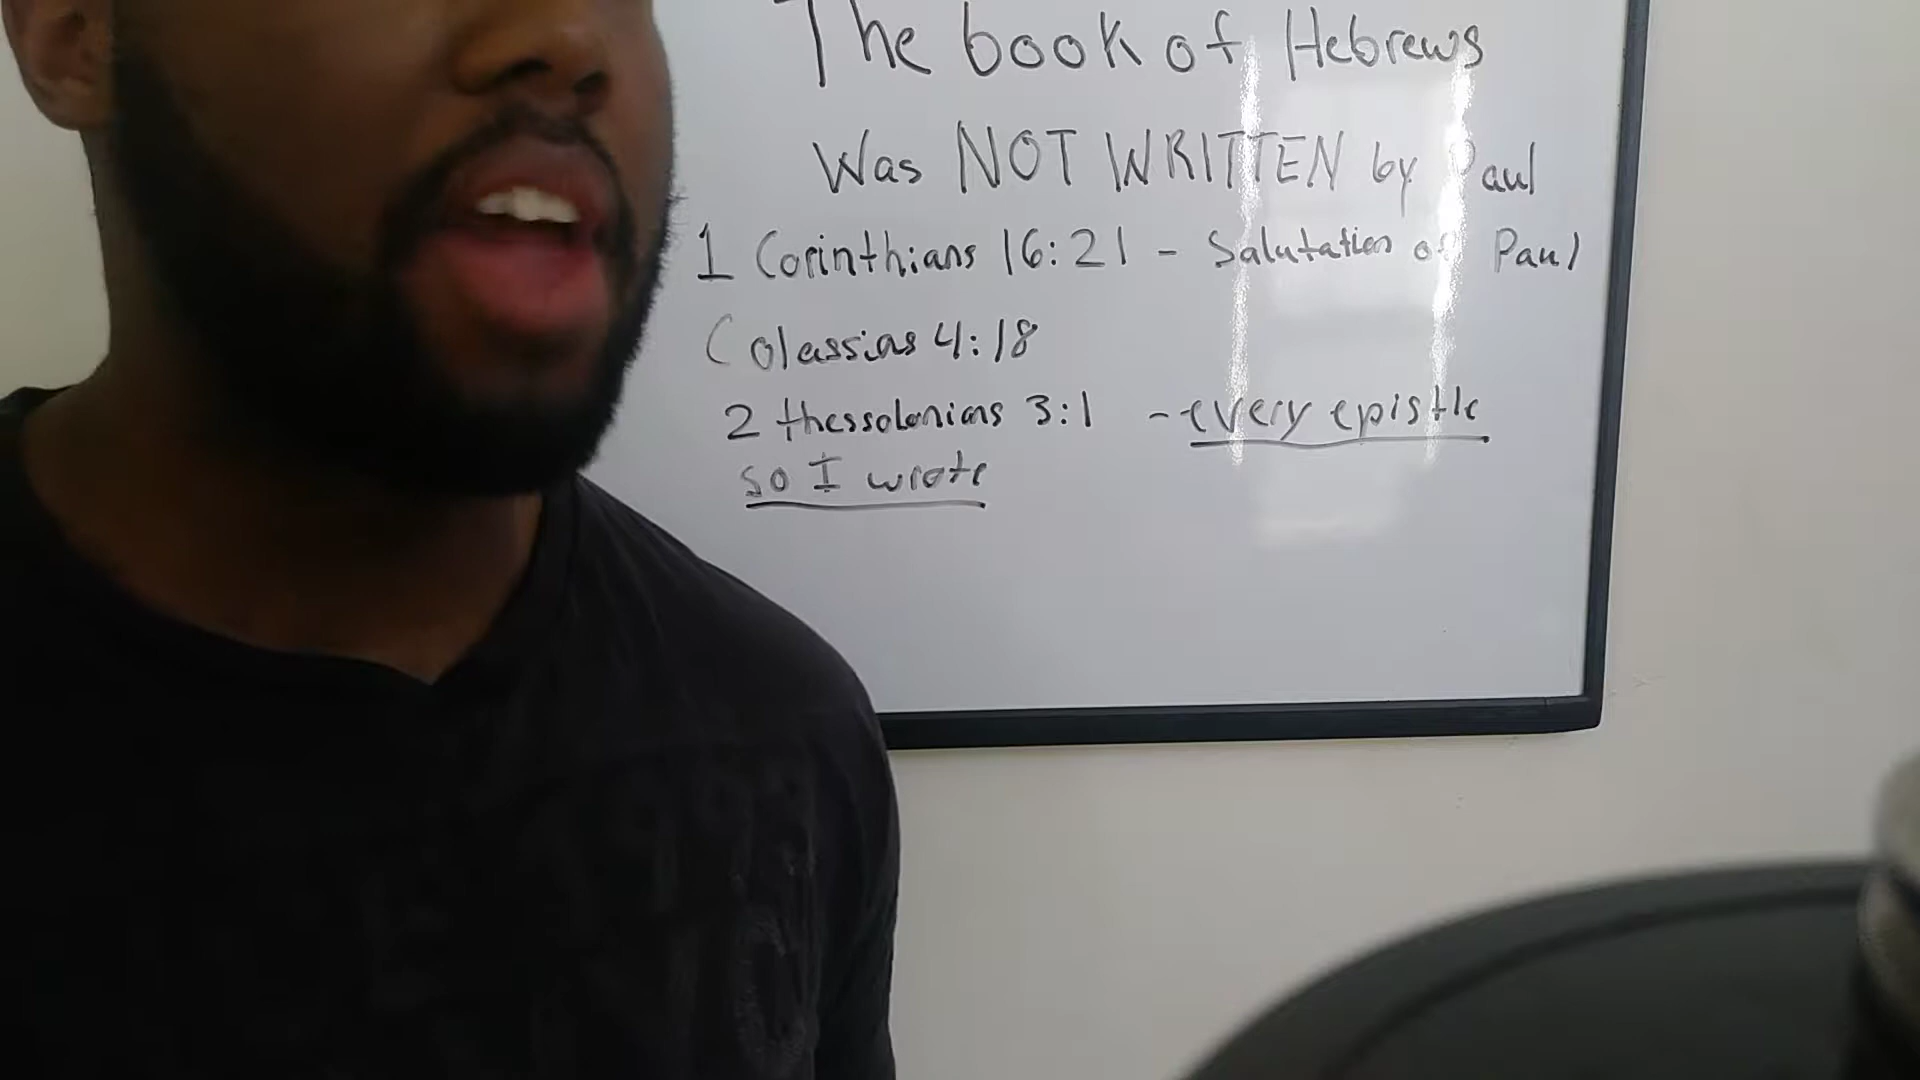 The book of Hebrews
Was NOT WRITTEN by Paul
1 Corinthians 16:21 - Salutation of Paul
Colassias 4:18
2 thessolonians 3:1 - every epistle
so I wrote